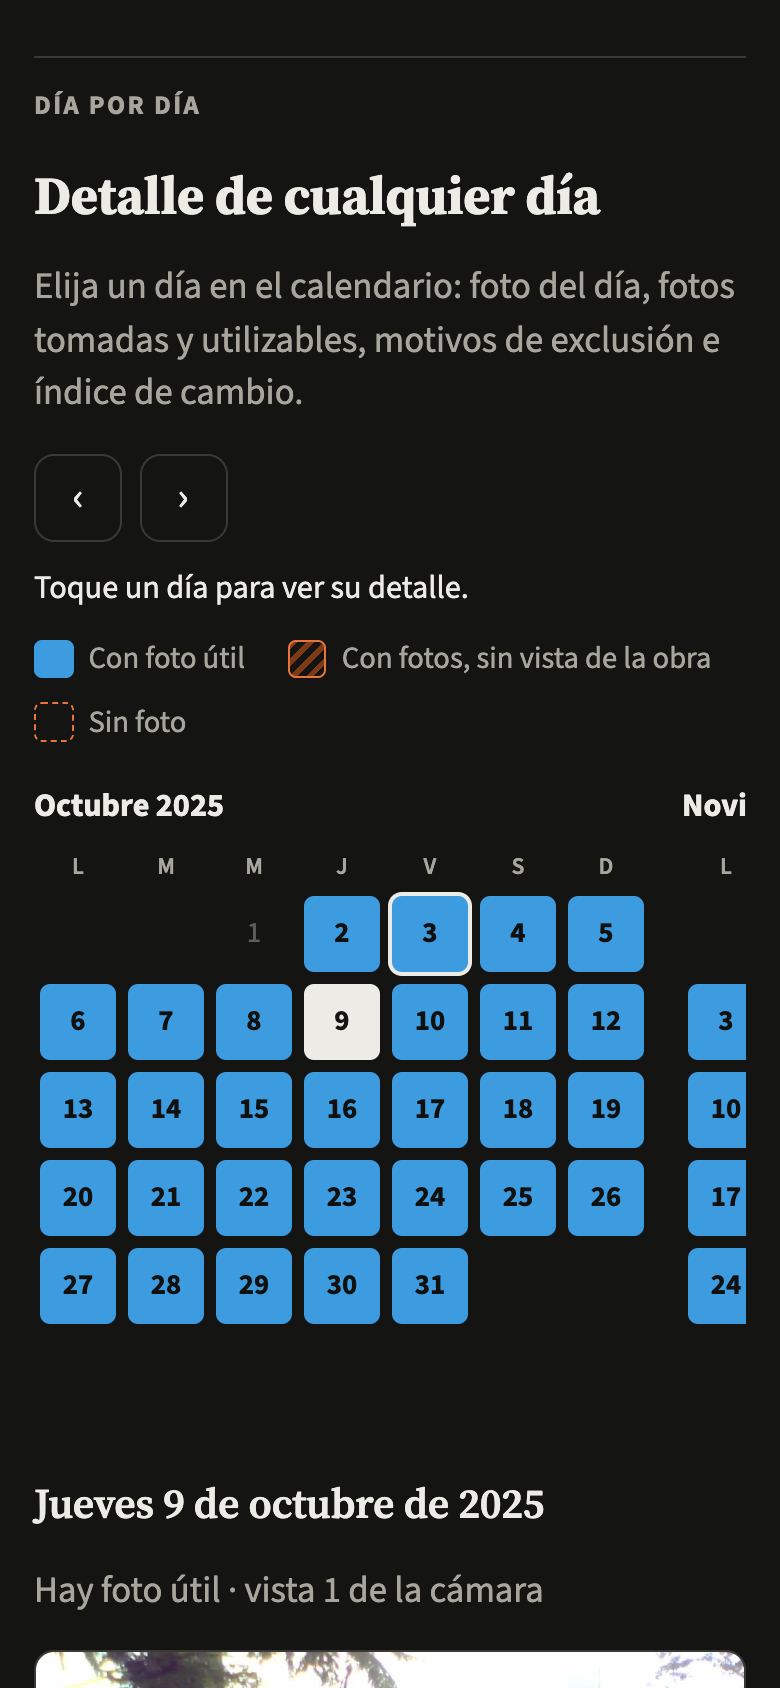 DÍA POR DÍA
Detalle de cualquier día
Elija un día en el calendario: foto del día, fotos
tomadas y utilizables, motivos de exclusión e
índice de cambio.
‹ ›
Toque un día para ver su detalle.
Con foto útil Con fotos, sin vista de la obra
Sin foto
Octubre 2025 Novi
L M M J V S D L
1 2 3 4 5
6 7 8 9 10 11 12 3
13 14 15 16 17 18 19 10
20 21 22 23 24 25 26 17
27 28 29 30 31 24
Jueves 9 de octubre de 2025
Hay foto útil · vista 1 de la cámara